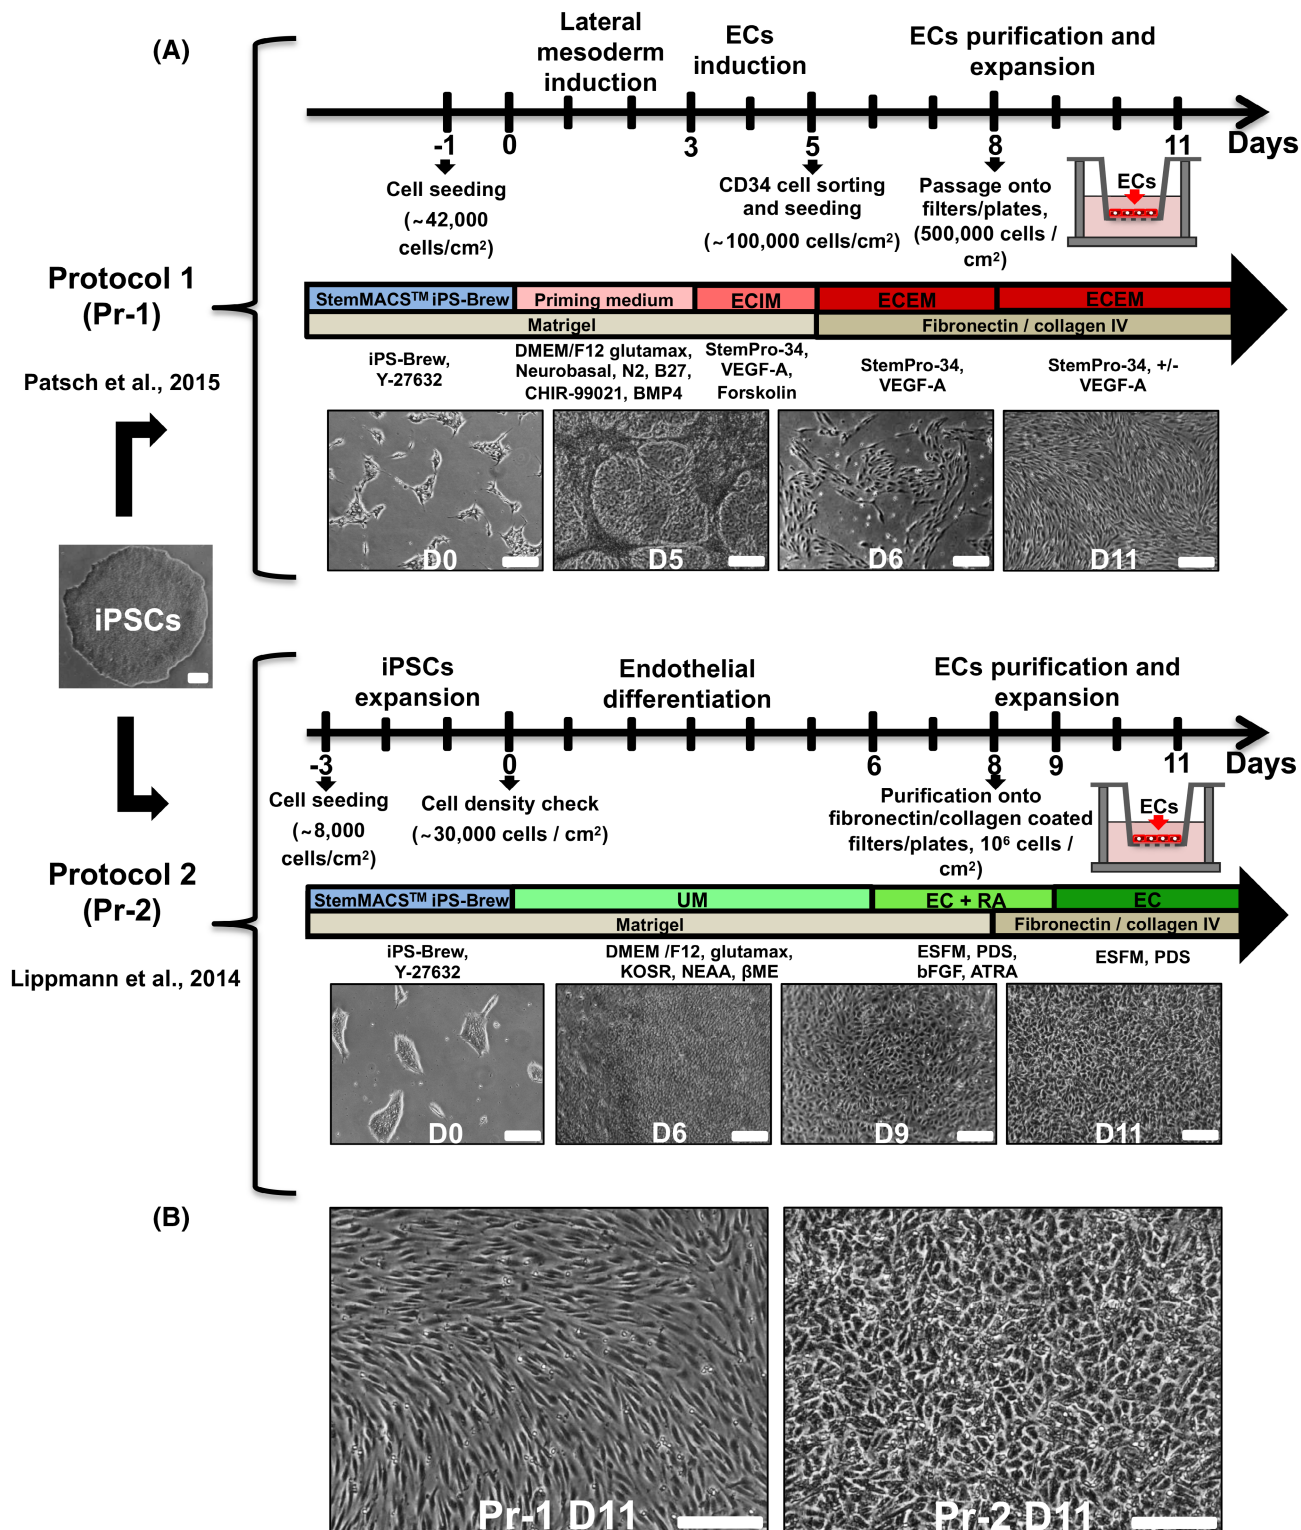 (A)
Lateral
mesoderm
induction
ECs
induction
ECs purification and
expansion
-1
0
3
5
8
11
Days
Cell seeding
(~42,000
cells/cm²)
CD34 cell sorting
and seeding
(~100,000 cells/cm²)
Passage onto
filters/plates,
(500,000 cells /
cm²)
ECs
Protocol 1
(Pr-1)
Patsch et al., 2015
StemMACS™ iPS-Brew
Priming medium
ECIM
ECEM
ECEM
Matrigel
Fibronectin / collagen IV
iPS-Brew,
Y-27632
DMEM/F12 glutamax,
Neurobasal, N2, B27,
CHIR-99021, BMP4
StemPro-34,
VEGF-A,
Forskolin
StemPro-34,
VEGF-A
StemPro-34, +/-
VEGF-A
D0
D5
D6
D11
iPSCs
iPSCs
expansion
Endothelial
differentiation
ECs purification and
expansion
-3
0
6
8
9
11
Days
Cell seeding
(~8,000
cells/cm²)
Cell density check
(~30,000 cells / cm²)
Purification onto
fibronectin/collagen coated
filters/plates, 10⁶ cells /
cm²)
ECs
Protocol 2
(Pr-2)
Lippmann et al., 2014
StemMACS™ iPS-Brew
UM
EC + RA
EC
Matrigel
Fibronectin / collagen IV
iPS-Brew,
Y-27632
DMEM /F12, glutamax,
KOSR, NEAA, βME
ESFM, PDS,
bFGF, ATRA
ESFM, PDS
D0
D6
D9
D11
(B)
Pr-1 D11
Pr-2 D11